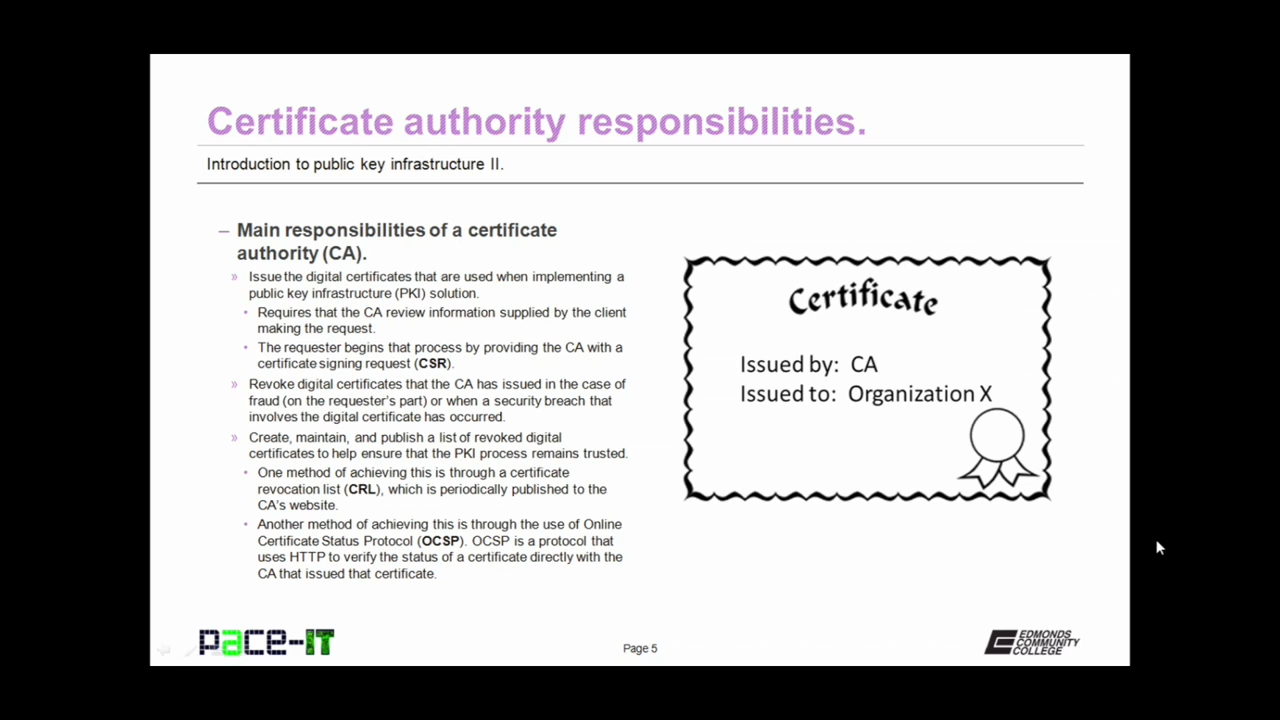 Certificate authority responsibilities.
Introduction to public key infrastructure II.
– Main responsibilities of a certificate
authority (CA).
» Issue the digital certificates that are used when implementing a
public key infrastructure (PKI) solution.
• Requires that the CA review information supplied by the client
making the request.
• The requester begins that process by providing the CA with a
certificate signing request (CSR).
» Revoke digital certificates that the CA has issued in the case of
fraud (on the requester's part) or when a security breach that
involves the digital certificate has occurred.
» Create, maintain, and publish a list of revoked digital
certificates to help ensure that the PKI process remains trusted.
• One method of achieving this is through a certificate
revocation list (CRL), which is periodically published to the
CA's website.
• Another method of achieving this is through the use of Online
Certificate Status Protocol (OCSP). OCSP is a protocol that
uses HTTP to verify the status of a certificate directly with the
CA that issued that certificate.
Certificate
Issued by: CA
Issued to: Organization X
pace-IT
Page 5
EDMONDS
COMMUNITY
COLLEGE